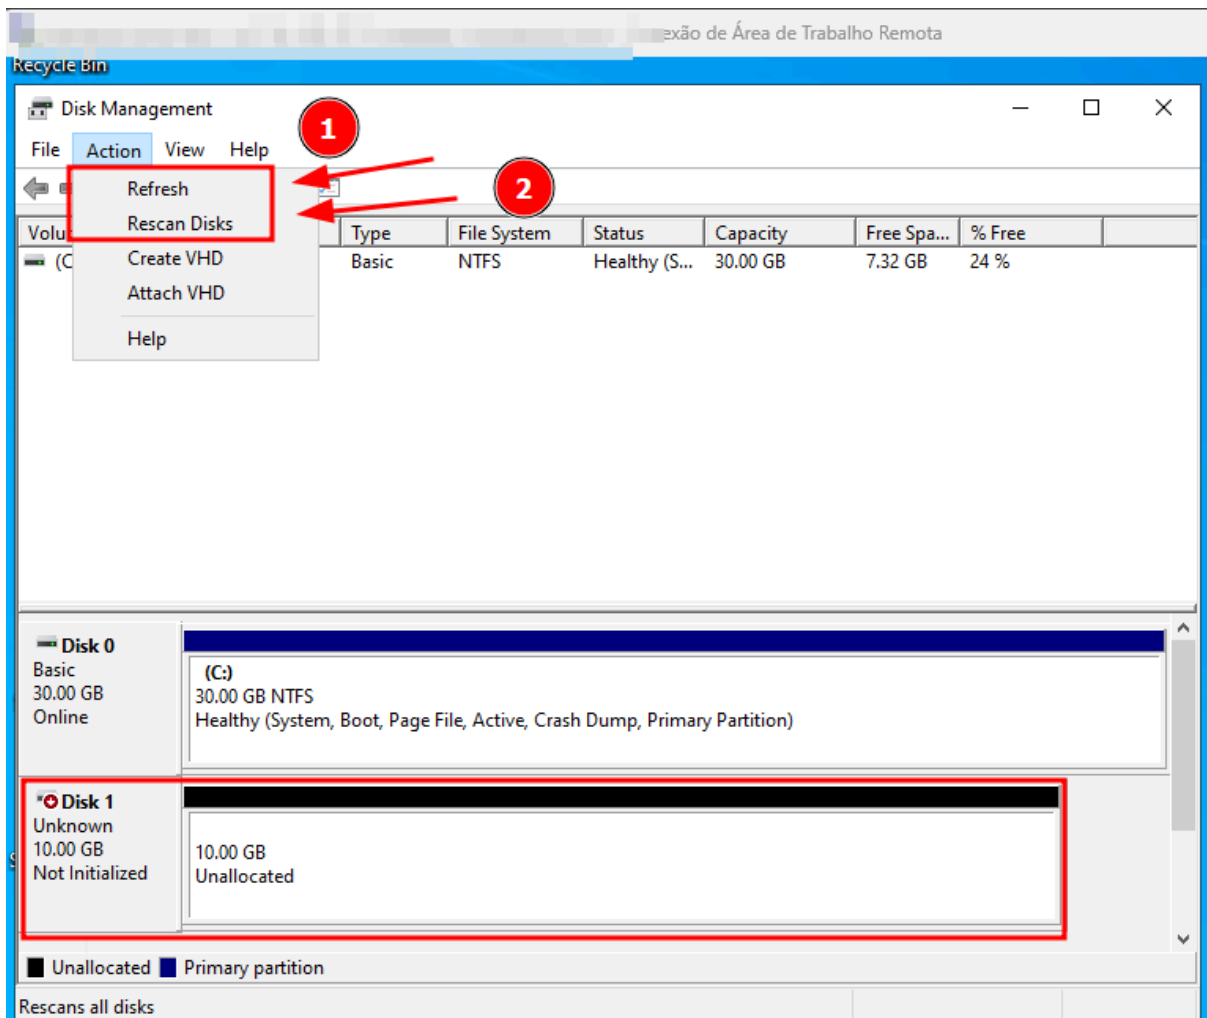 exão de Área de Trabalho Remota
Recycle Bin
Disk Management
1
File Action View Help
Refresh
2
Rescan Disks
Type File System Status Capacity Free Spa... % Free
Create VHD
(C Basic NTFS Healthy (S... 30.00 GB 7.32 GB 24 %
Attach VHD
Help
Disk 0
Basic
30.00 GB
Online
(C:)
30.00 GB NTFS
Healthy (System, Boot, Page File, Active, Crash Dump, Primary Partition)
Disk 1
Unknown
10.00 GB
Not Initialized
10.00 GB
Unallocated
Unallocated Primary partition
Rescans all disks